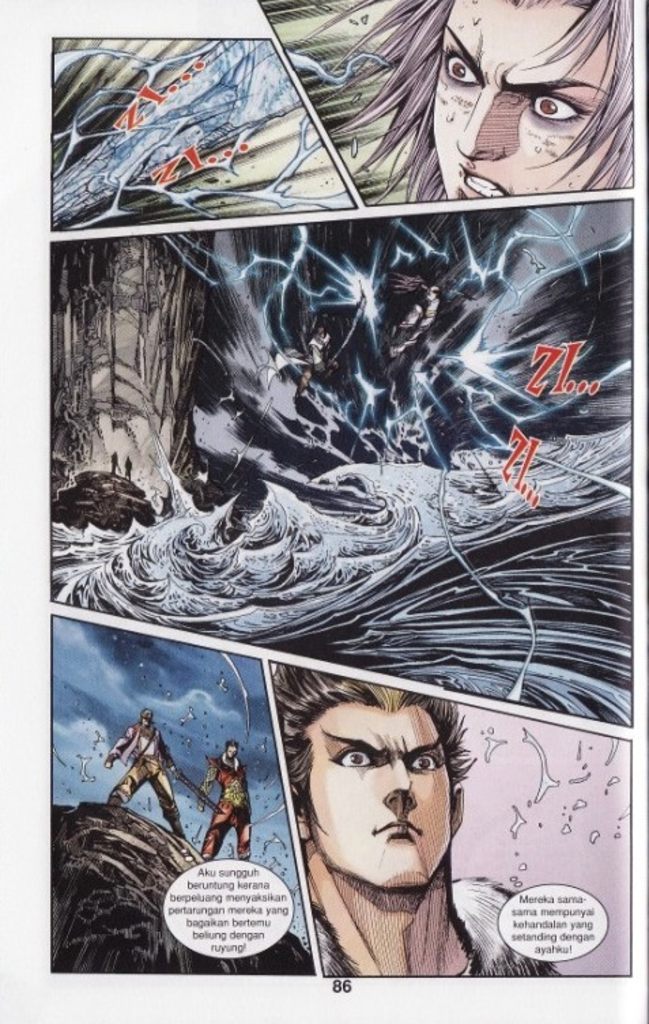 ZI...
ZI...
ZI...
ZI...
Aku sungguh
beruntung kerana
berpeluang menyaksikan
pertarungan mereka yang
bagaikan bertemu
beliung dengan
ruyung!
Mereka sama-
sama mempunyai
kehandalan yang
setanding dengan
ayahku!
86